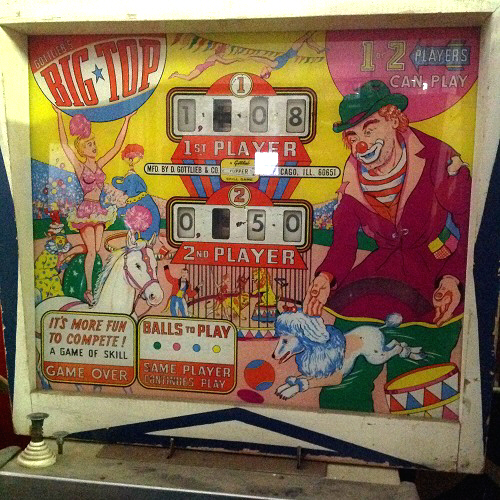 GOTTLIEB'S
BIG TOP
1 2 PLAYERS
CAN PLAY
1
1, 08
1ST PLAYER
MFG. BY D. GOTTLIEB & CO. CAGO, ILL. 60651
2
0, 50
2ND PLAYER
IT'S MORE FUN
TO COMPETE!
A GAME OF SKILL
GAME OVER
BALLS TO PLAY
SAME PLAYER
CONTINUES PLAY